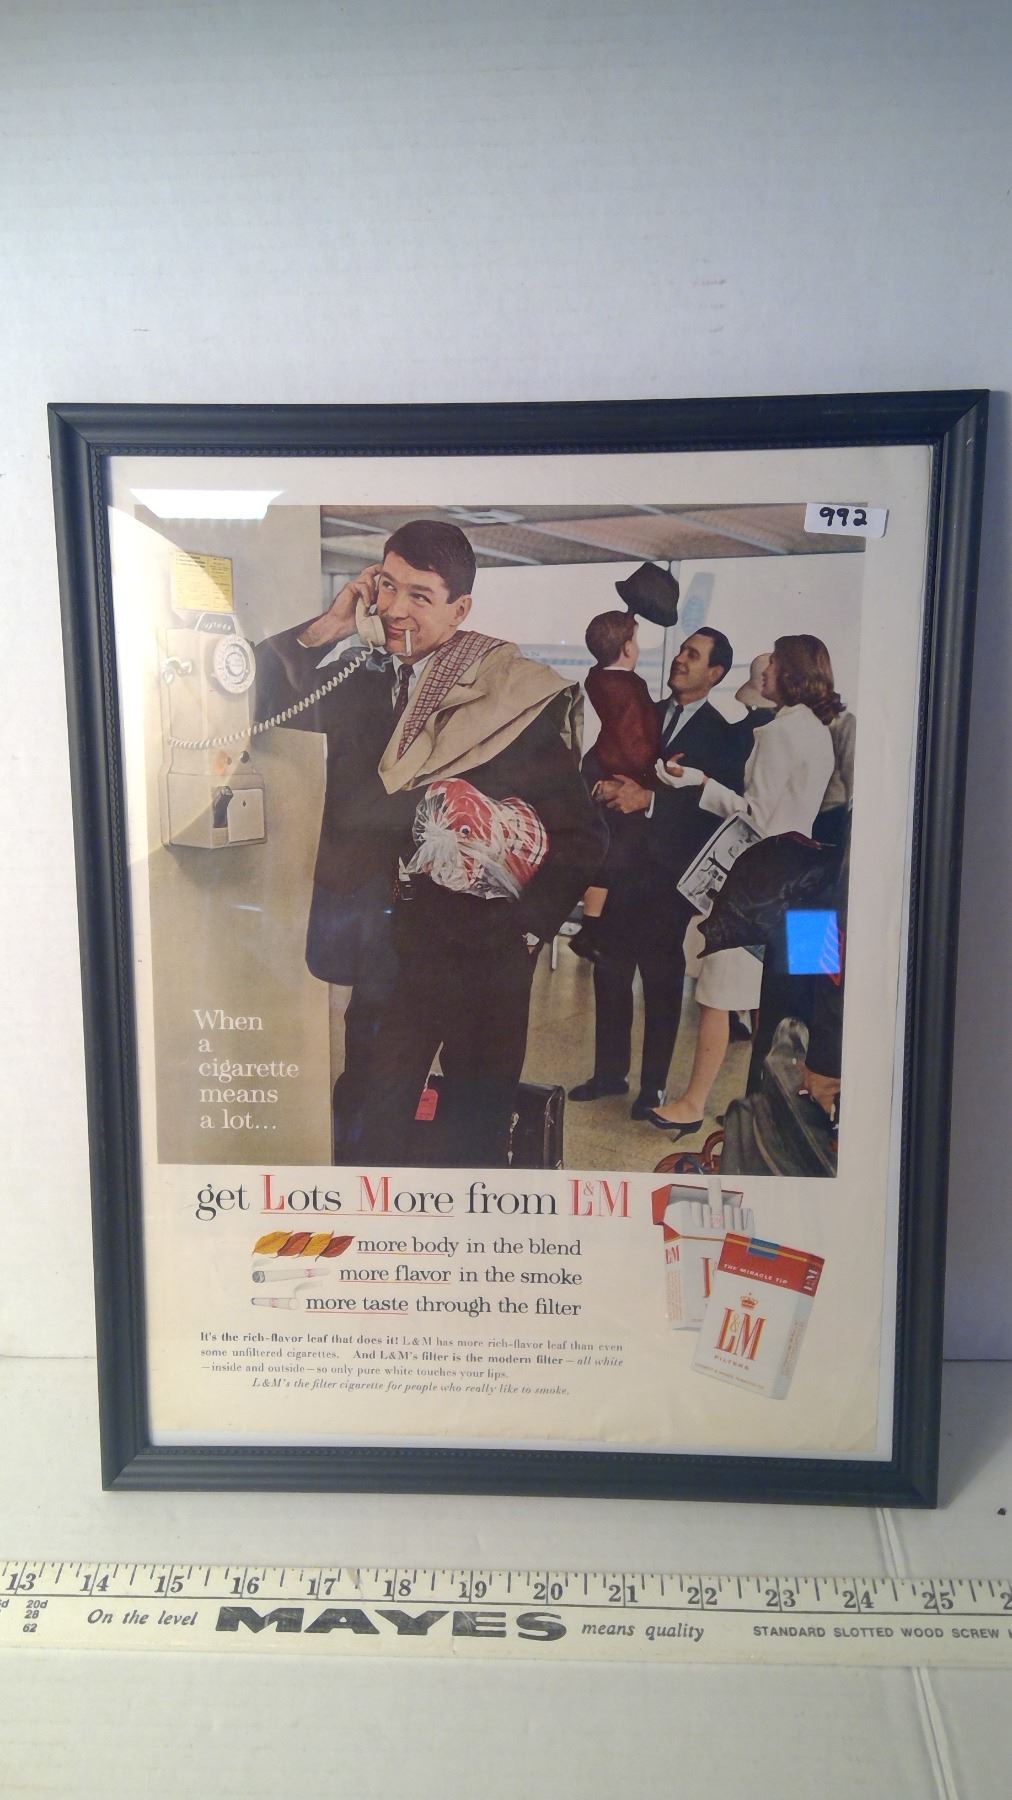 992
When
a
cigarette
means
a lot...
get Lots More from L&M
more body in the blend
more flavor in the smoke
more taste through the filter
It's the rich-flavor leaf that does it! L&M has more rich-flavor leaf than even
some unfiltered cigarettes. And L&M's filter is the modern filter — all white
— inside and outside — so only pure white touches your lips.
L&M's the filter cigarette for people who really like to smoke.
L&M
THE MIRACLE TIP
L&M
L&M
FILTERS
13 14 15 16 17 18 19 20 21 22 23 24 25 2
20d
28
62
On the level MAYES means quality STANDARD SLOTTED WOOD SCREW